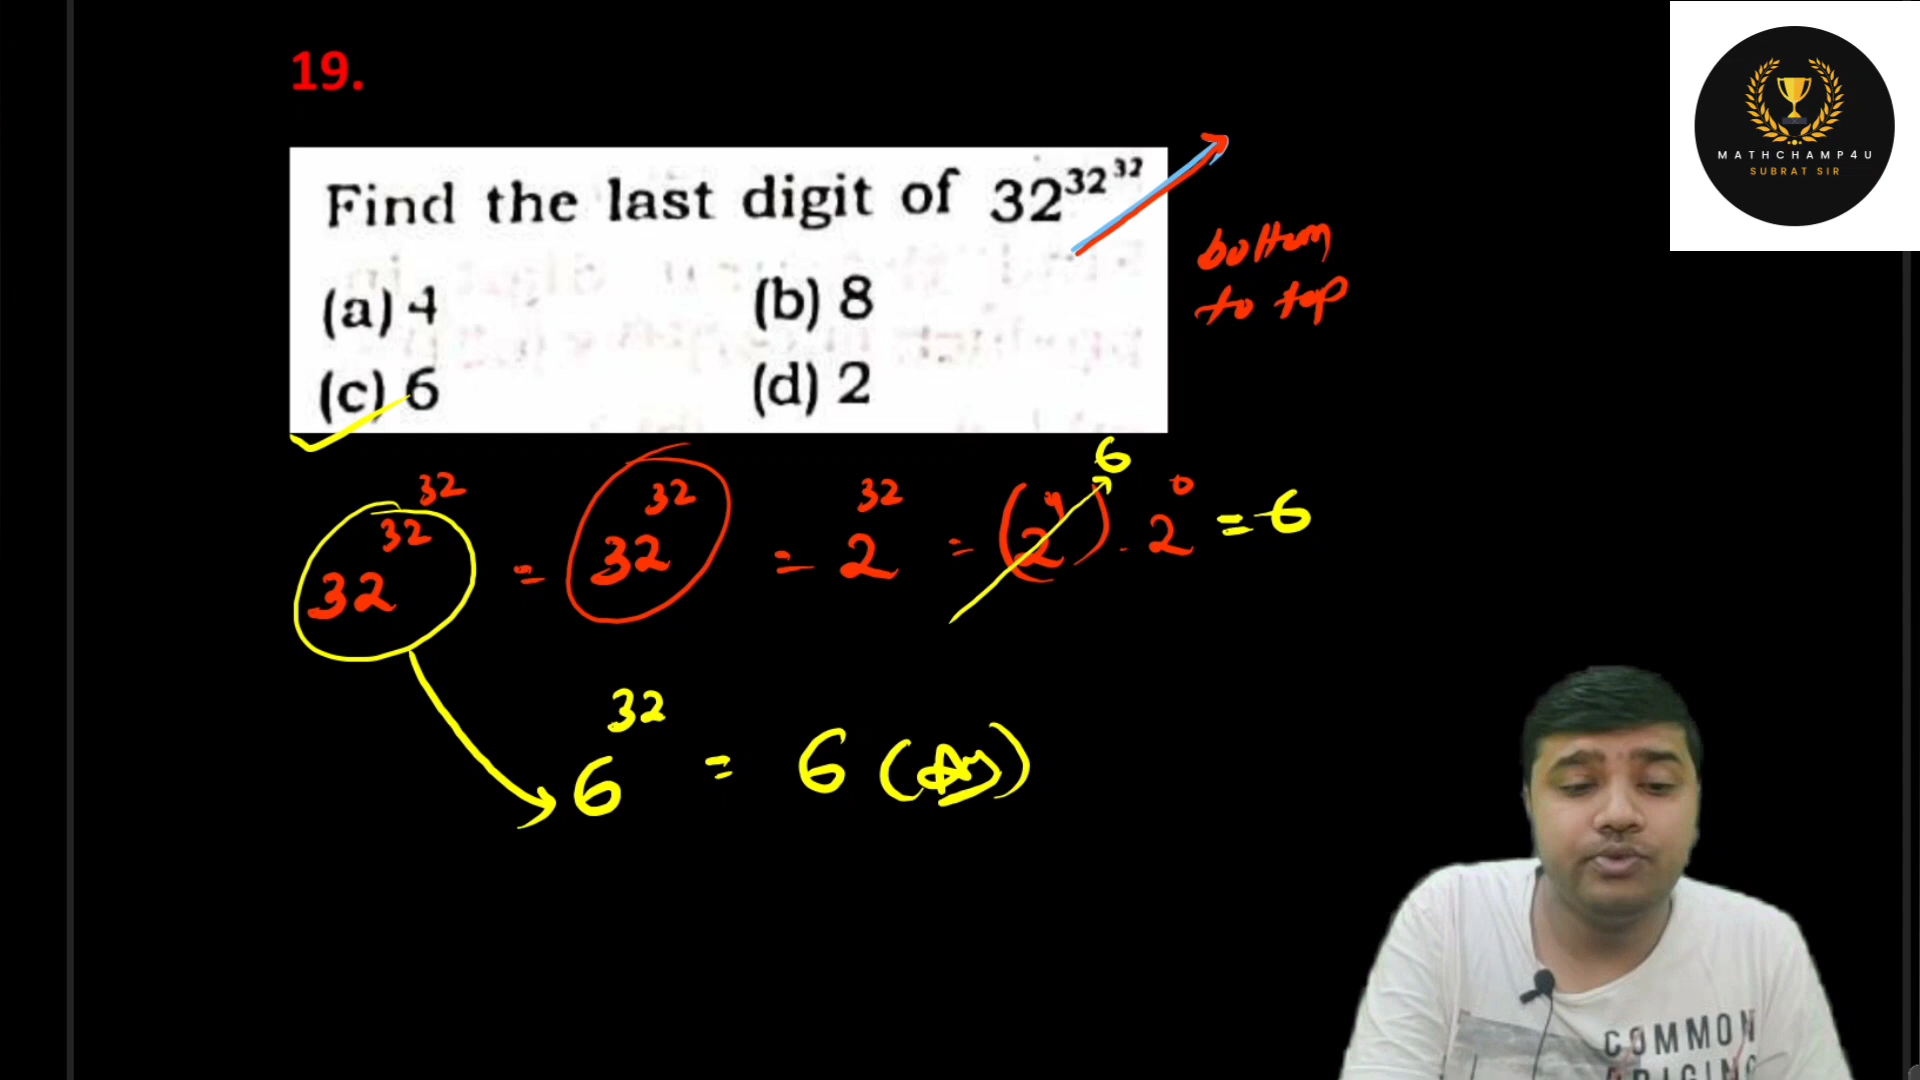 19.
MATHCHAMP4U
SUBRAT SIR
Find the last digit of 32^32^32
(a) 4 (b) 8
(c) 6 (d) 2
bottom
to top
32^32^32 = 32^32 = 2^32 = (2^4)^6 . 2^0 = 6
6^32 = 6 (Ans)
COMMON